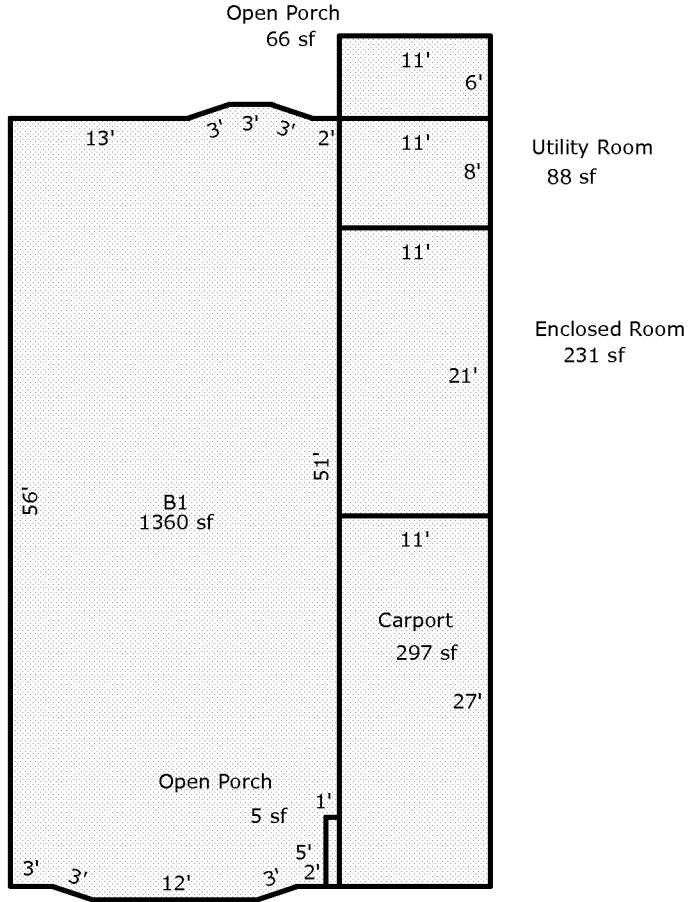 Open Porch
66 sf
11'
6'
13'
3'
3'
3'
2'
11'
8'
Utility Room
88 sf
11'
Enclosed Room
231 sf
21'
51'
56'
B1
1360 sf
11'
Carport
297 sf
27'
Open Porch
5 sf
1'
5'
2'
3'
3'
12'
3'